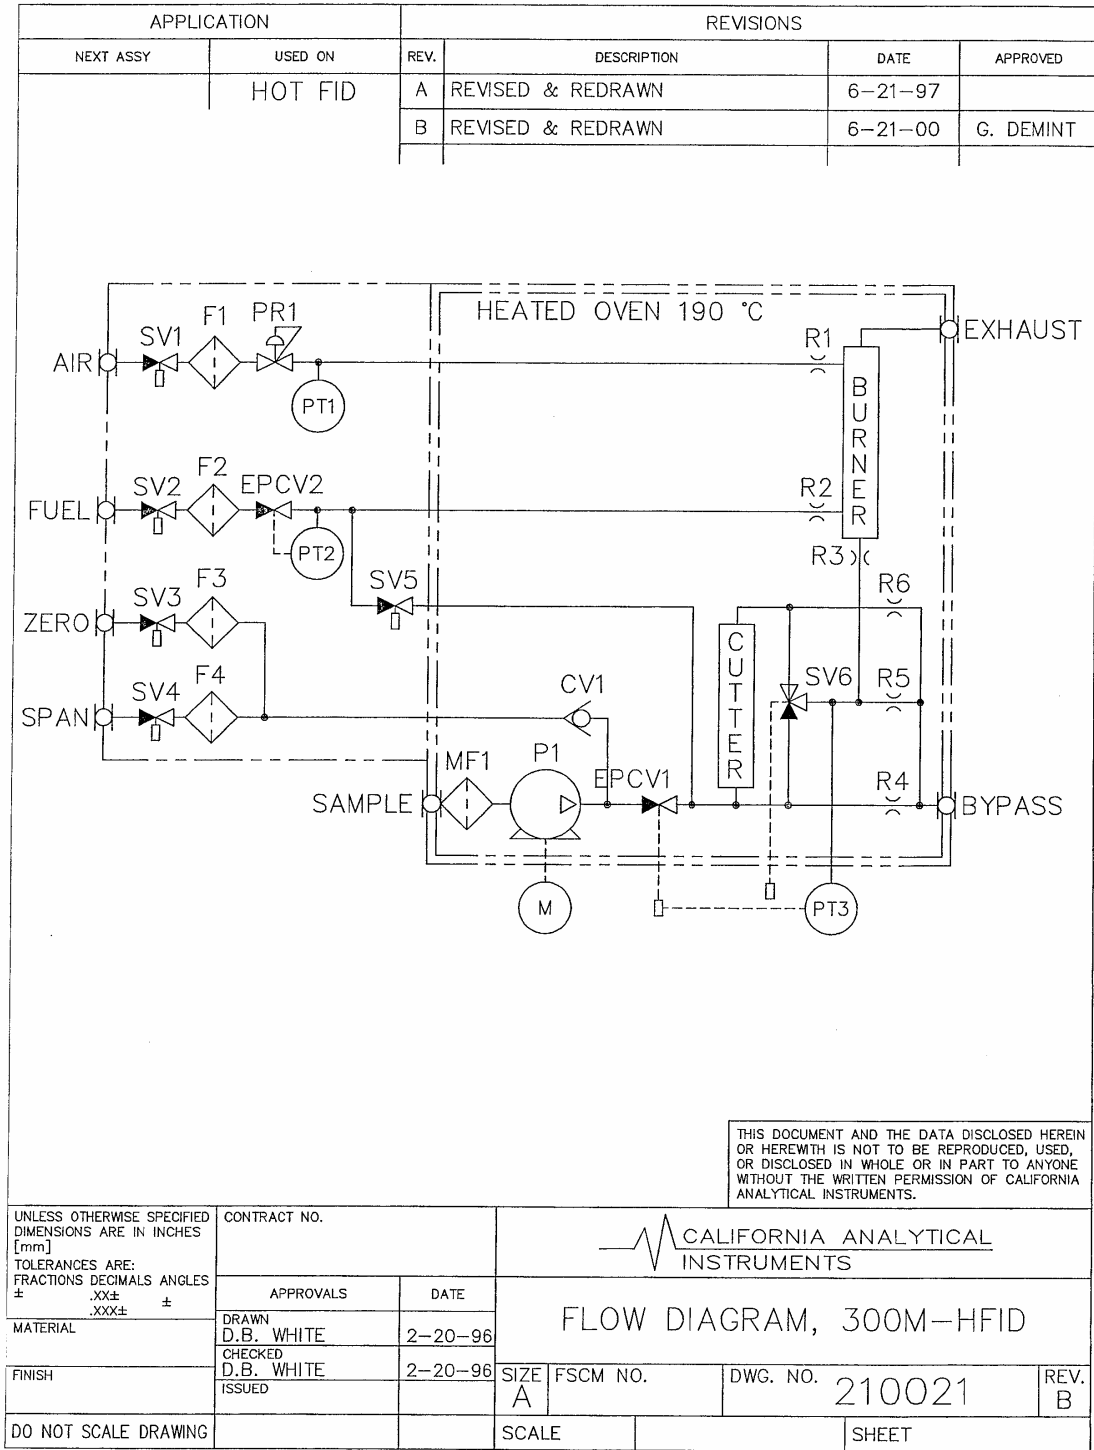 APPLICATION
REVISIONS
NEXT ASSY
USED ON
REV.
DESCRIPTION
DATE
APPROVED
HOT FID
A
REVISED & REDRAWN
6-21-97
B
REVISED & REDRAWN
6-21-00
G. DEMINT
HEATED OVEN 190 °C
AIR
SV1
F1
PR1
PT1
R1
EXHAUST
BURNER
FUEL
SV2
F2
EPCV2
PT2
R2
R3
ZERO
SV3
F3
SV5
R6
CUTTER
SPAN
SV4
F4
CV1
SV6
R5
SAMPLE
MF1
P1
EPCV1
R4
BYPASS
M
PT3
THIS DOCUMENT AND THE DATA DISCLOSED HEREIN
OR HEREWITH IS NOT TO BE REPRODUCED, USED,
OR DISCLOSED IN WHOLE OR IN PART TO ANYONE
WITHOUT THE WRITTEN PERMISSION OF CALIFORNIA
ANALYTICAL INSTRUMENTS.
UNLESS OTHERWISE SPECIFIED
DIMENSIONS ARE IN INCHES
[mm]
TOLERANCES ARE:
FRACTIONS DECIMALS ANGLES
± .XX± ±
.XXX±
MATERIAL
FINISH
DO NOT SCALE DRAWING
CONTRACT NO.
APPROVALS
DATE
DRAWN
D.B. WHITE
2-20-96
CHECKED
D.B. WHITE
2-20-96
ISSUED
CALIFORNIA ANALYTICAL
INSTRUMENTS
FLOW DIAGRAM, 300M-HFID
SIZE
A
FSCM NO.
DWG. NO.
210021
REV.
B
SCALE
SHEET